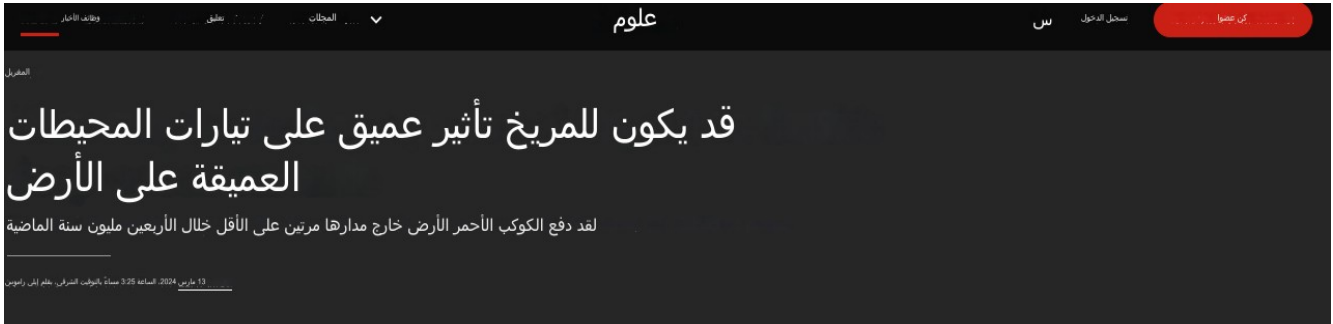 كن عضوا
تسجيل الدخول
س
علوم
المجلات
تعليق
وظائف الأخبار
قد يكون للمريخ تأثير عميق على تيارات المحيطات
العميقة على الأرض
لقد دفع الكوكب الأحمر الأرض خارج مدارها مرتين على الأقل خلال الأربعين مليون سنة الماضية
13 مارس 2024، الساعة 3:25 مساءً بالتوقيت الشرقي، بقلم إيلي راموس